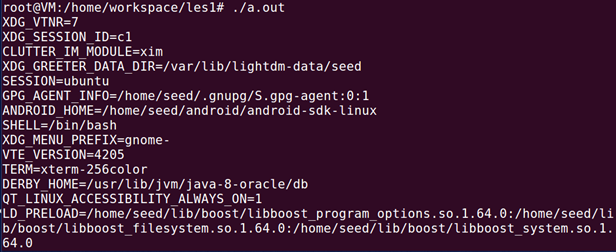 root@VM:/home/workspace/les1# ./a.out
XDG_VTNR=7
XDG_SESSION_ID=c1
CLUTTER_IM_MODULE=xim
XDG_GREETER_DATA_DIR=/var/lib/lightdm-data/seed
SESSION=ubuntu
GPG_AGENT_INFO=/home/seed/.gnupg/S.gpg-agent:0:1
ANDROID_HOME=/home/seed/android/android-sdk-linux
SHELL=/bin/bash
XDG_MENU_PREFIX=gnome-
VTE_VERSION=4205
TERM=xterm-256color
DERBY_HOME=/usr/lib/jvm/java-8-oracle/db
QT_LINUX_ACCESSIBILITY_ALWAYS_ON=1
LD_PRELOAD=/home/seed/lib/boost/libboost_program_options.so.1.64.0:/home/seed/li
b/boost/libboost_filesystem.so.1.64.0:/home/seed/lib/boost/libboost_system.so.1.
64.0